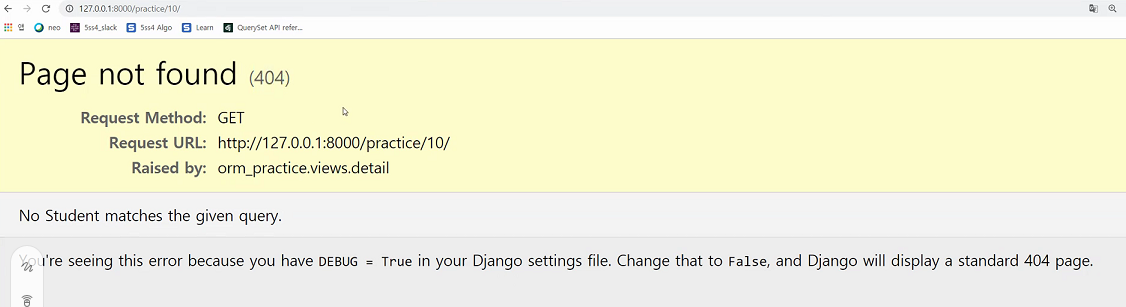 127.0.0.1:8000/practice/10/
앱 neo 5ss4_slack 5ss4 Algo Learn QuerySet API refer...
Page not found (404)
Request Method: GET
Request URL: http://127.0.0.1:8000/practice/10/
Raised by: orm_practice.views.detail
No Student matches the given query.
You're seeing this error because you have DEBUG = True in your Django settings file. Change that to False, and Django will display a standard 404 page.